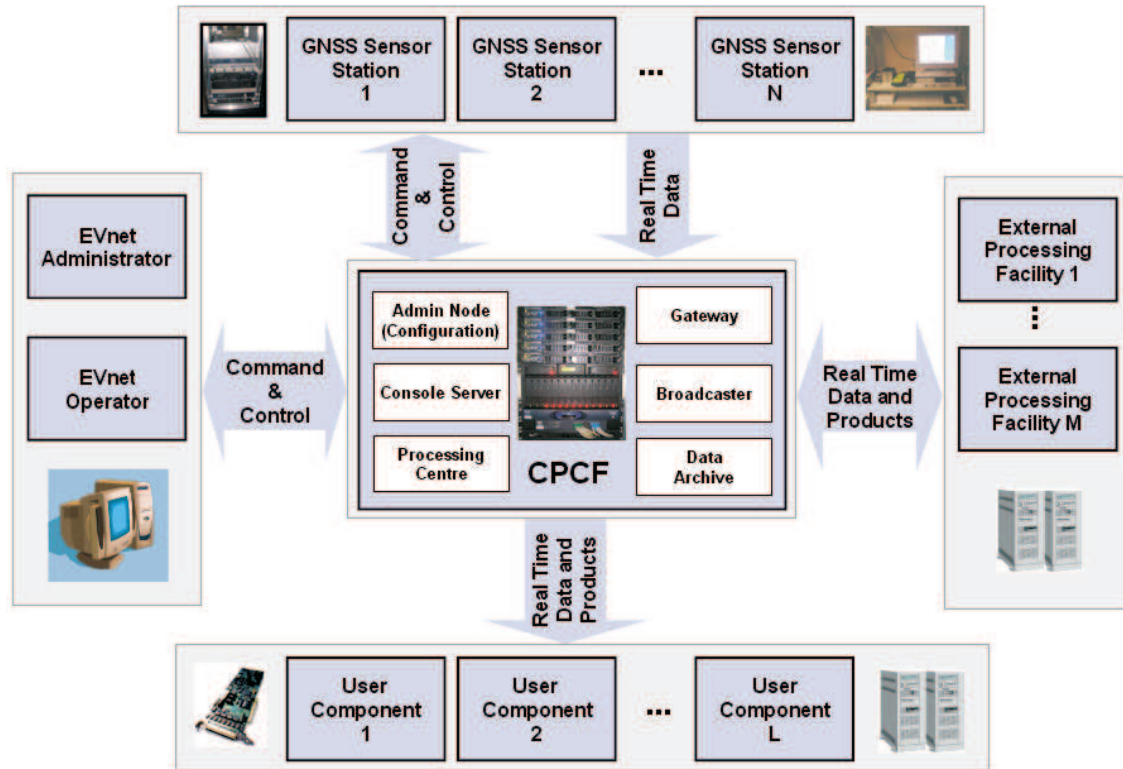 GNSS Sensor
Station
1
GNSS Sensor
Station
2
...
GNSS Sensor
Station
N
Command
&
Control
Real Time
Data
EVnet
Administrator
EVnet
Operator
Command
&
Control
Admin Node
(Configuration)
Console Server
Processing
Centre
CPCF
Gateway
Broadcaster
Data
Archive
Real Time
Data and
Products
External
Processing
Facility 1
...
External
Processing
Facility M
Real Time
Data and
Products
User
Component
1
User
Component
2
...
User
Component
L